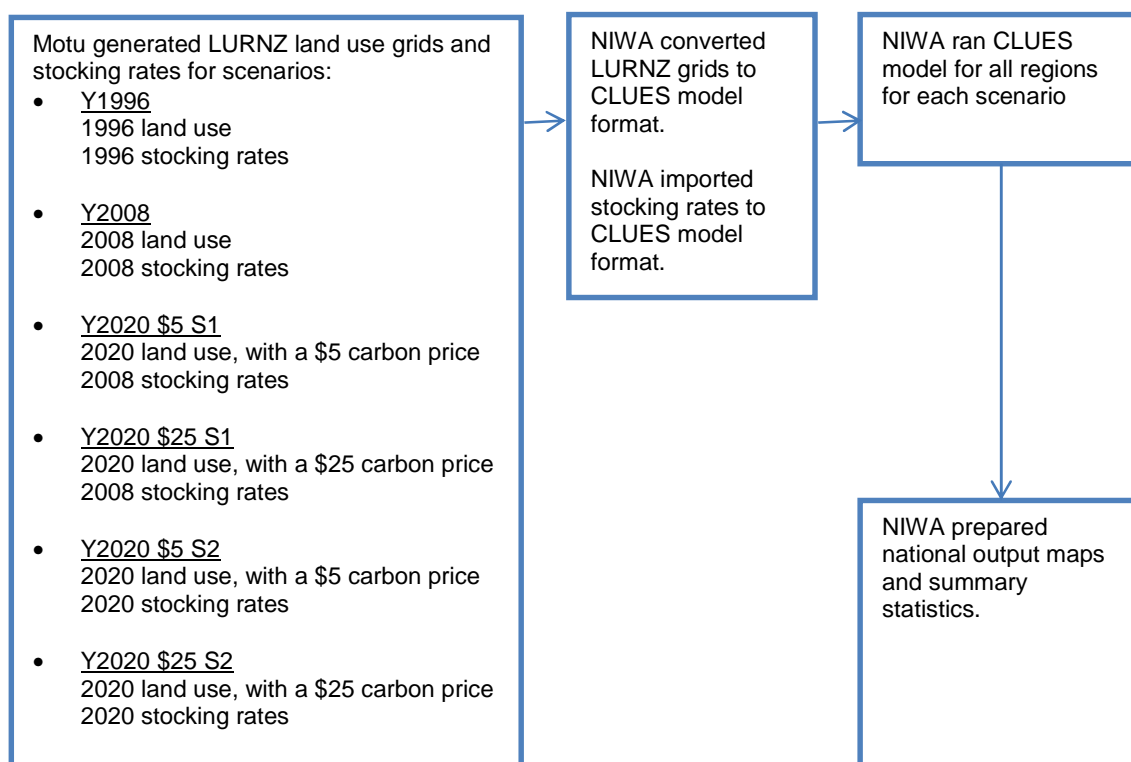 Motu generated LURNZ land use grids and
stocking rates for scenarios:
• Y1996
1996 land use
1996 stocking rates
• Y2008
2008 land use
2008 stocking rates
• Y2020 $5 S1
2020 land use, with a $5 carbon price
2008 stocking rates
• Y2020 $25 S1
2020 land use, with a $25 carbon price
2008 stocking rates
• Y2020 $5 S2
2020 land use, with a $5 carbon price
2020 stocking rates
• Y2020 $25 S2
2020 land use, with a $25 carbon price
2020 stocking rates
NIWA converted
LURNZ grids to
CLUES model
format.
NIWA imported
stocking rates to
CLUES model
format.
NIWA ran CLUES
model for all regions
for each scenario
NIWA prepared
national output maps
and summary
statistics.